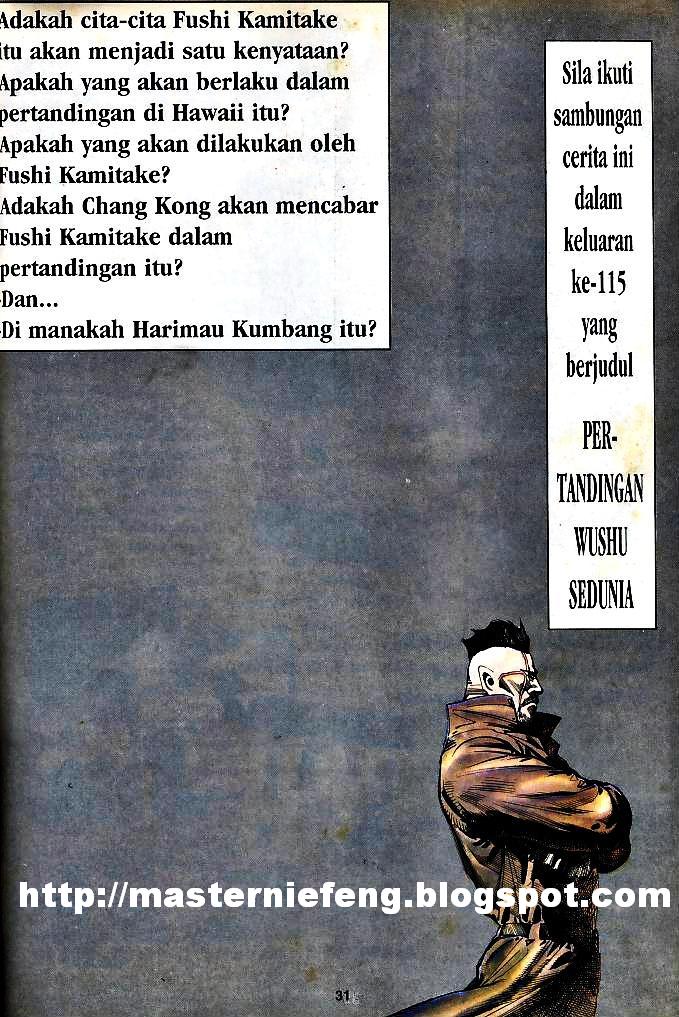 Adakah cita-cita Fushi Kamitake
itu akan menjadi satu kenyataan?
Apakah yang akan berlaku dalam
pertandingan di Hawaii itu?
Apakah yang akan dilakukan oleh
Fushi Kamitake?
Adakah Chang Kong akan mencabar
Fushi Kamitake dalam
pertandingan itu?
-Dan...
-Di manakah Harimau Kumbang itu?
Sila ikuti
sambungan
cerita ini
dalam
keluaran
ke-115
yang
berjudul
PER-
TANDINGAN
WUSHU
SEDUNIA
http://masterniefeng.blogspot.com
31